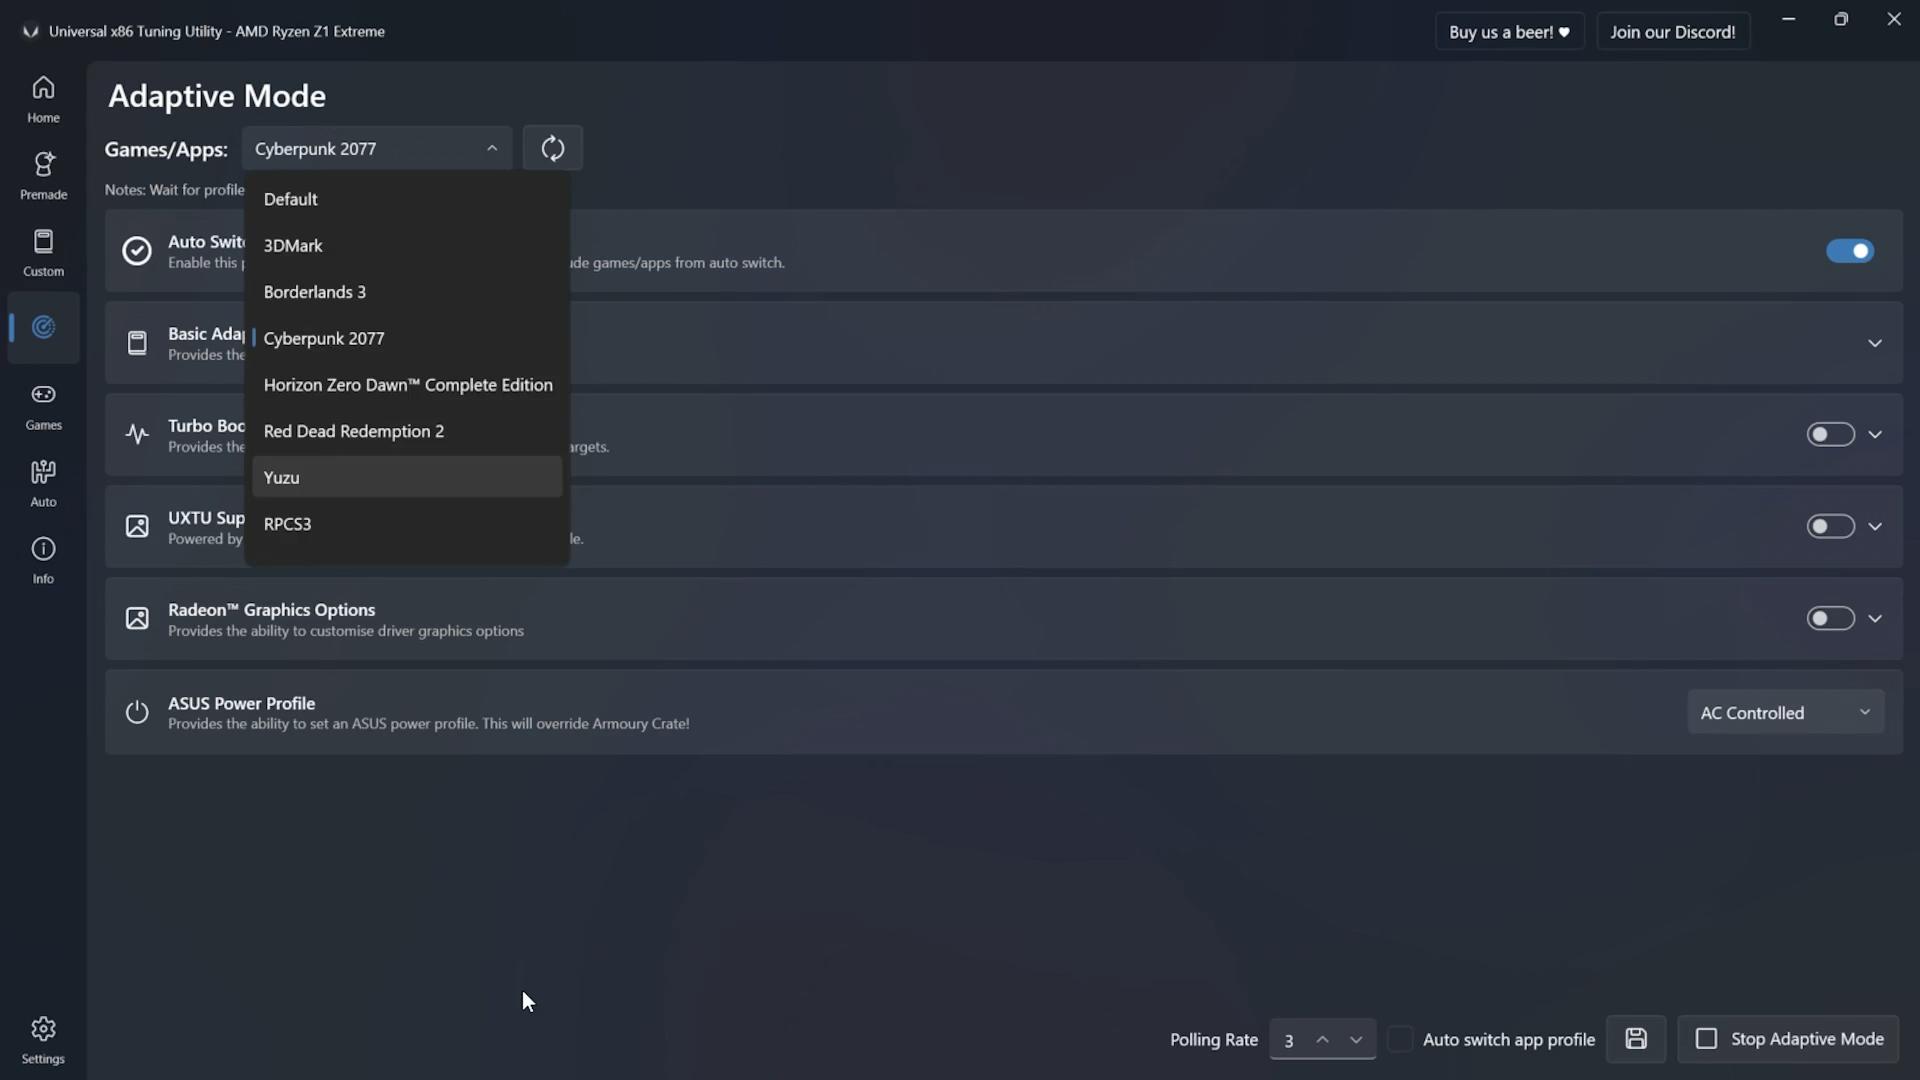 Universal x86 Tuning Utility - AMD Ryzen Z1 Extreme
Buy us a beer! ♥
Join our Discord!
Home
Premade
Custom
Games
Auto
Info
Settings
Adaptive Mode
Games/Apps:
Cyberpunk 2077
Notes: Wait for profile
Default
3DMark
Borderlands 3
Cyberpunk 2077
Horizon Zero Dawn™ Complete Edition
Red Dead Redemption 2
Yuzu
RPCS3
Auto Swit
Enable this
de games/apps from auto switch.
Basic Adap
Provides the
Turbo Boo
Provides the
argets.
UXTU Sup
Powered by
le.
Radeon™ Graphics Options
Provides the ability to customise driver graphics options
ASUS Power Profile
Provides the ability to set an ASUS power profile. This will override Armoury Crate!
AC Controlled
Polling Rate
3
Auto switch app profile
Stop Adaptive Mode